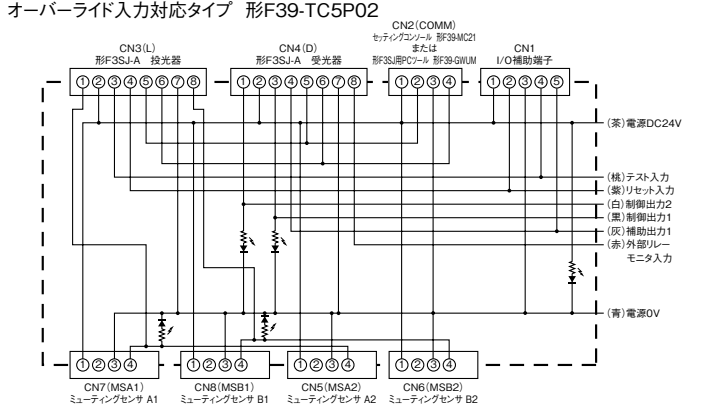 オーバーライド入力対応タイプ 形F39-TC5P02
CN3(L)
形F3SJ-A 投光器
CN4(D)
形F3SJ-A 受光器
CN2(COMM)
セッティングコンソール 形F39-MC21
または
形F3SJ用PCツール 形F39-GWUM
CN1
I/O補助端子
①②③④⑤⑥⑦⑧
①②③④⑤⑥⑦⑧
①②③④
①②③④⑤
(茶)電源DC24V
(桃)テスト入力
(紫)リセット入力
(白)制御出力2
(黒)制御出力1
(灰)補助出力1
(赤)外部リレー
モニタ入力
(青)電源0V
①②③④
①②③④
①②③④
①②③④
CN7(MSA1)
ミューティングセンサ A1
CN8(MSB1)
ミューティングセンサ B1
CN5(MSA2)
ミューティングセンサ A2
CN6(MSB2)
ミューティングセンサ B2